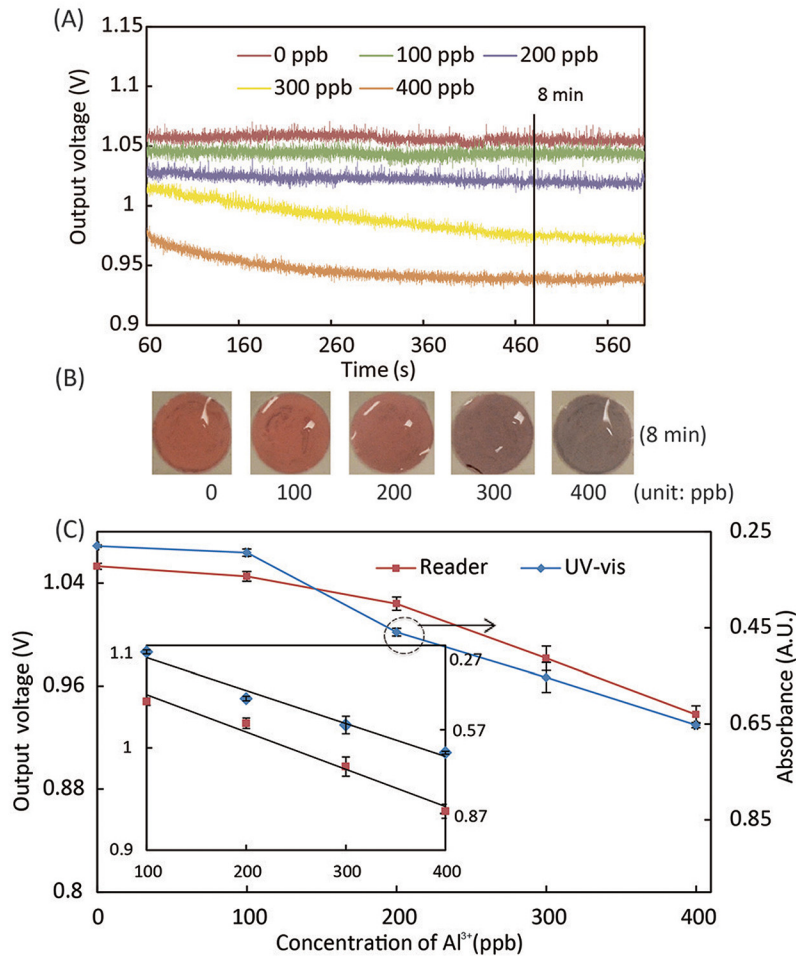 (A)
1.15
1.1
1.05
1
0.95
0.9
Output voltage (V)
0 ppb 100 ppb 200 ppb
300 ppb 400 ppb
8 min
60 160 260 360 460 560
Time (s)
(B)
(8 min)
0 100 200 300 400 (unit: ppb)
(C)
1.04
0.96
0.88
0.8
Output voltage (V)
Reader UV-vis
0.25
0.45
0.65
0.85
Absorbance (A.U.)
1.1
1
0.9
0.27
0.57
0.87
100 200 300 400
0 100 200 300 400
Concentration of Al³⁺(ppb)